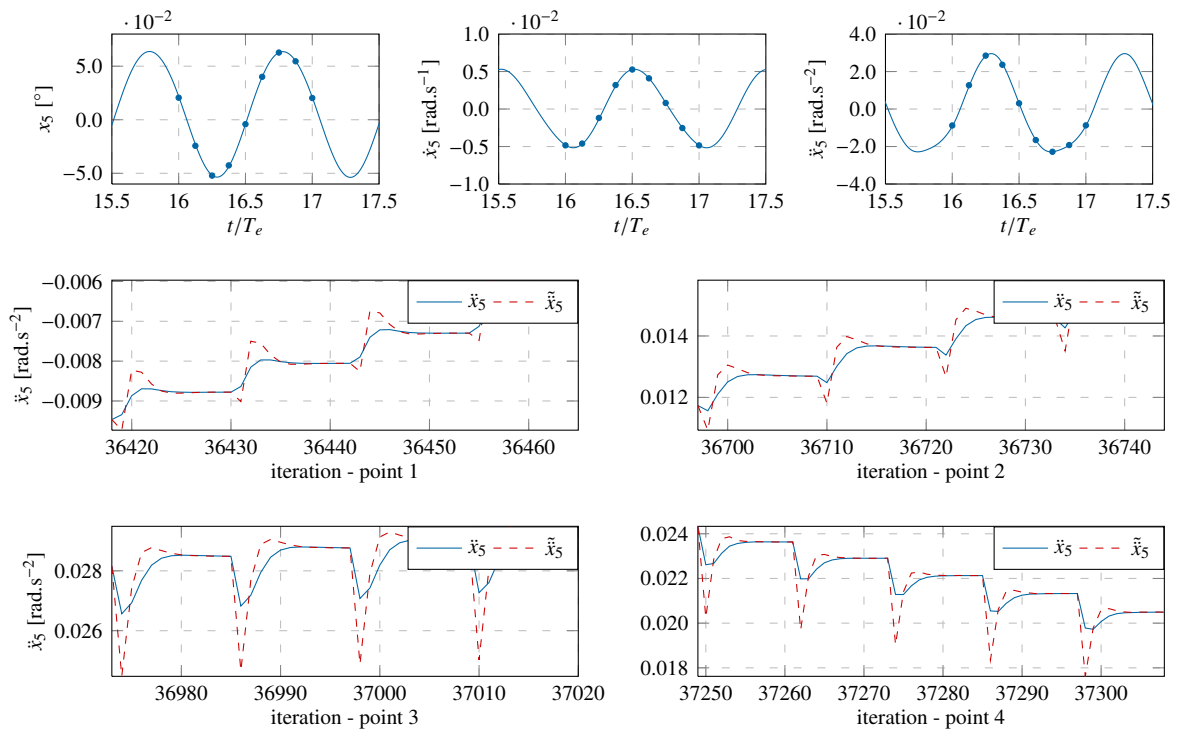 ·10⁻² ·10⁻² ·10⁻²
x₅ [°]
5.0
0.0
−5.0
15.5 16 16.5 17 17.5
t/Tₑ
ẋ₅ [rad.s⁻¹]
1.0
0.5
0.0
−0.5
−1.0
15.5 16 16.5 17 17.5
t/Tₑ
ẍ₅ [rad.s⁻²]
4.0
2.0
0.0
−2.0
−4.0
15.5 16 16.5 17 17.5
t/Tₑ
ẍ₅ [rad.s⁻²]
−0.006
−0.007
−0.008
−0.009
ẍ₅ ẍ̃₅
36420 36430 36440 36450 36460
iteration - point 1
0.014
0.012
ẍ₅ ẍ̃₅
36700 36710 36720 36730 36740
iteration - point 2
ẍ₅ [rad.s⁻²]
0.028
0.026
ẍ₅ ẍ̃₅
36980 36990 37000 37010 37020
iteration - point 3
0.024
0.022
0.020
0.018
ẍ₅ ẍ̃₅
37250 37260 37270 37280 37290 37300
iteration - point 4